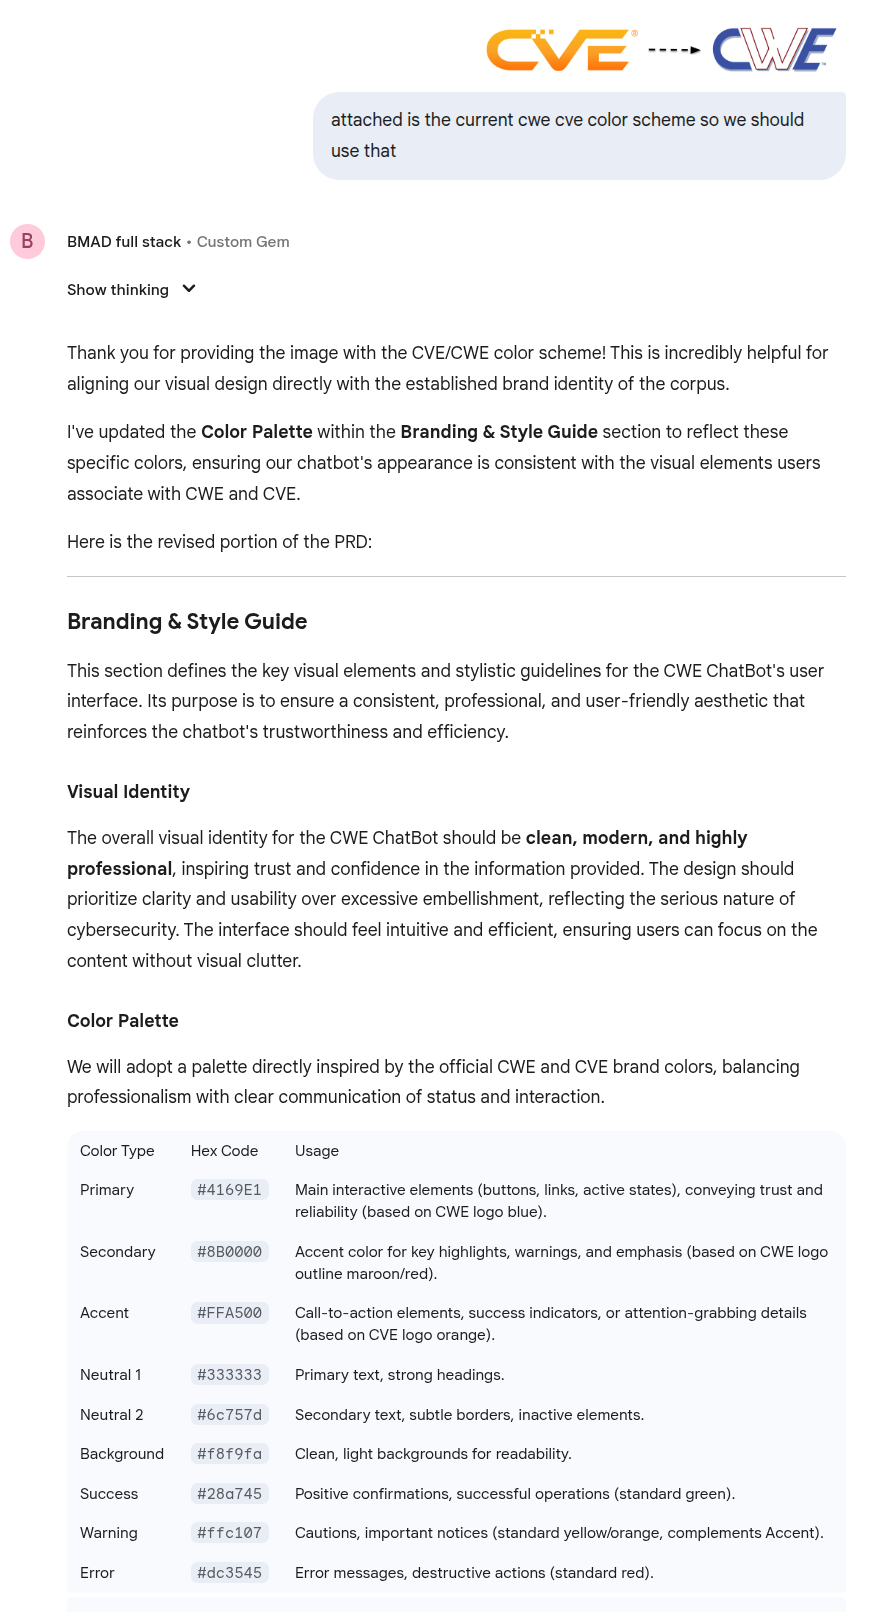 CVE® CWE™
attached is the current cwe cve color scheme so we should
use that
B BMAD full stack • Custom Gem
Show thinking
Thank you for providing the image with the CVE/CWE color scheme! This is incredibly helpful for
aligning our visual design directly with the established brand identity of the corpus.
I've updated the Color Palette within the Branding & Style Guide section to reflect these
specific colors, ensuring our chatbot's appearance is consistent with the visual elements users
associate with CWE and CVE.
Here is the revised portion of the PRD:
Branding & Style Guide
This section defines the key visual elements and stylistic guidelines for the CWE ChatBot's user
interface. Its purpose is to ensure a consistent, professional, and user-friendly aesthetic that
reinforces the chatbot's trustworthiness and efficiency.
Visual Identity
The overall visual identity for the CWE ChatBot should be clean, modern, and highly
professional, inspiring trust and confidence in the information provided. The design should
prioritize clarity and usability over excessive embellishment, reflecting the serious nature of
cybersecurity. The interface should feel intuitive and efficient, ensuring users can focus on the
content without visual clutter.
Color Palette
We will adopt a palette directly inspired by the official CWE and CVE brand colors, balancing
professionalism with clear communication of status and interaction.
Color Type Hex Code Usage
Primary #4169E1 Main interactive elements (buttons, links, active states), conveying trust and
reliability (based on CWE logo blue).
Secondary #8B0000 Accent color for key highlights, warnings, and emphasis (based on CWE logo
outline maroon/red).
Accent #FFA500 Call-to-action elements, success indicators, or attention-grabbing details
(based on CVE logo orange).
Neutral 1 #333333 Primary text, strong headings.
Neutral 2 #6c757d Secondary text, subtle borders, inactive elements.
Background #f8f9fa Clean, light backgrounds for readability.
Success #28a745 Positive confirmations, successful operations (standard green).
Warning #ffc107 Cautions, important notices (standard yellow/orange, complements Accent).
Error #dc3545 Error messages, destructive actions (standard red).